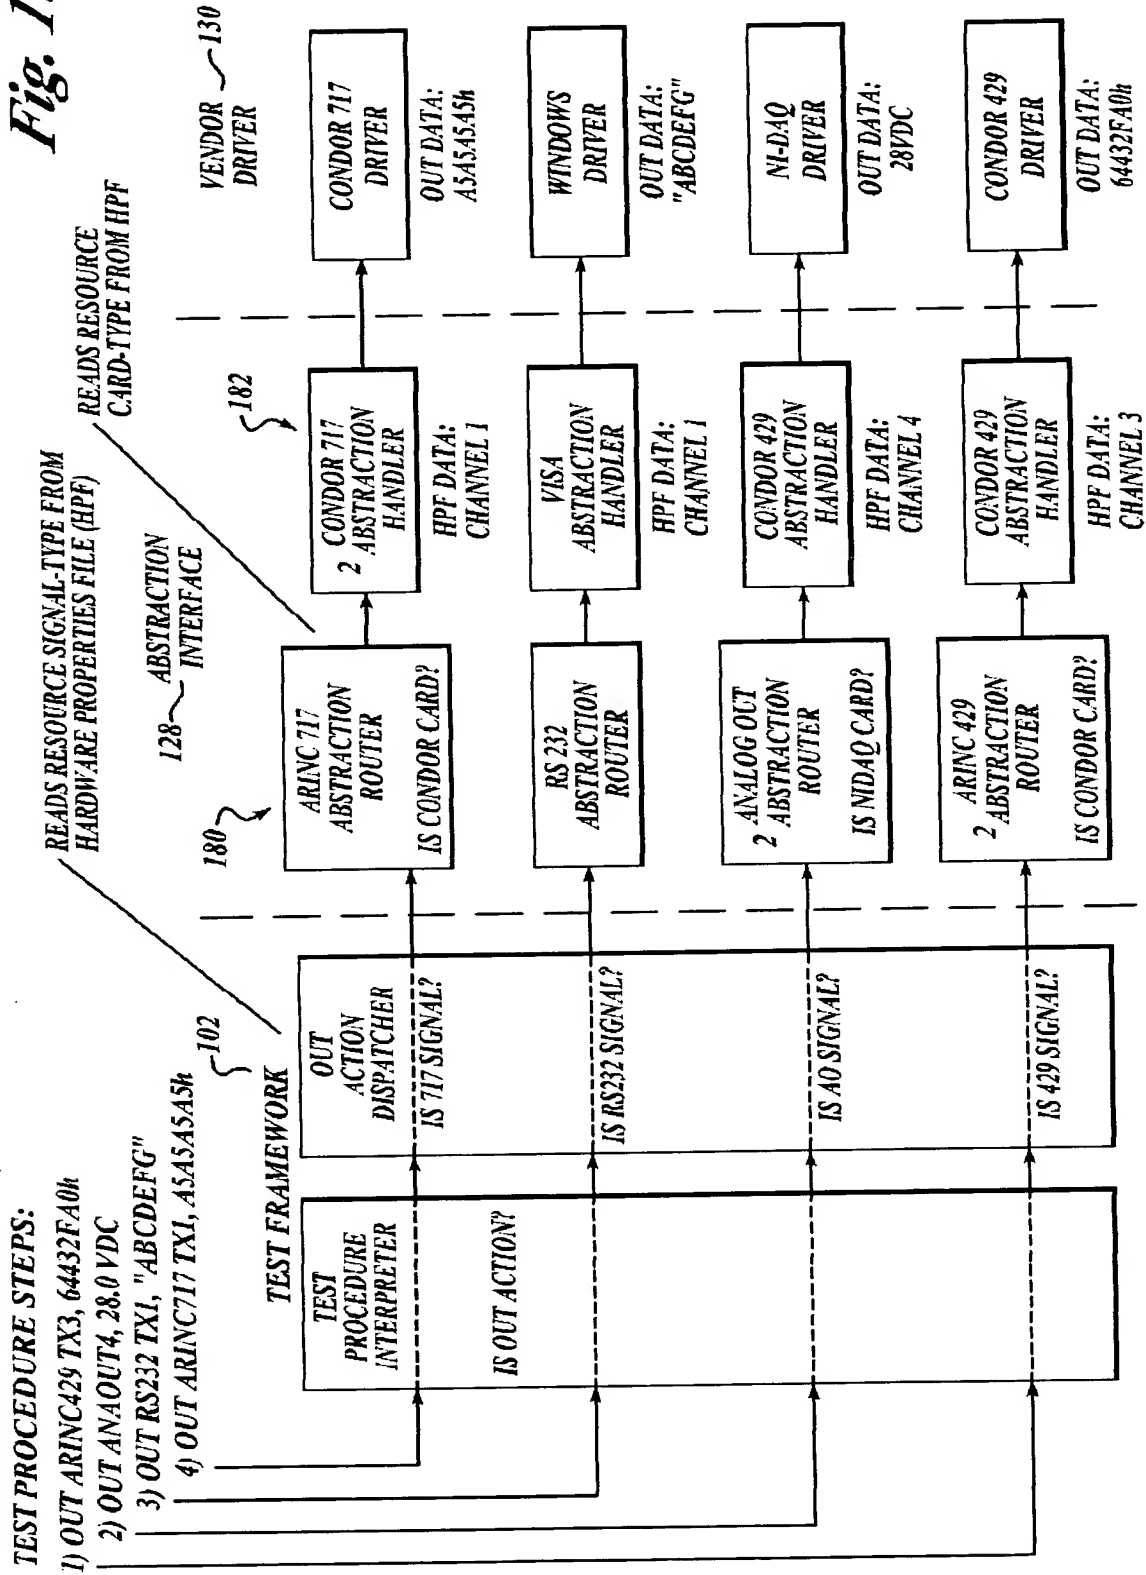 Fig. 1
TEST PROCEDURE STEPS:
1) OUT ARINC429 TX3, 64432FA0h
2) OUT ANAOUT4, 28.0 VDC
3) OUT RS232 TX1, "ABCDEFG"
4) OUT ARINC717 TX1, A5A5A5A5h
READS RESOURCE SIGNAL-TYPE FROM
HARDWARE PROPERTIES FILE (HPF)
READS RESOURCE
CARD-TYPE FROM HPF
TEST FRAMEWORK
102
128
ABSTRACTION
INTERFACE
VENDOR
DRIVER
130
180
182
TEST
PROCEDURE
INTERPRETER
IS OUT ACTION?
OUT
ACTION
DISPATCHER
IS 717 SIGNAL?
IS RS232 SIGNAL?
IS AO SIGNAL?
IS 429 SIGNAL?
ARINC 717
ABSTRACTION
ROUTER
IS CONDOR CARD?
2 CONDOR 717
ABSTRACTION
HANDLER
HPF DATA:
CHANNEL 1
CONDOR 717
DRIVER
OUT DATA:
A5A5A5A5h
RS 232
ABSTRACTION
ROUTER
VISA
ABSTRACTION
HANDLER
HPF DATA:
CHANNEL 1
WINDOWS
DRIVER
OUT DATA:
"ABCDEFG"
ANALOG OUT
2 ABSTRACTION
ROUTER
IS NIDAQ CARD?
CONDOR 429
ABSTRACTION
HANDLER
HPF DATA:
CHANNEL 4
NI-DAQ
DRIVER
OUT DATA:
28VDC
ARINC 429
2 ABSTRACTION
ROUTER
IS CONDOR CARD?
CONDOR 429
ABSTRACTION
HANDLER
HPF DATA:
CHANNEL 3
CONDOR 429
DRIVER
OUT DATA:
64432FA0h